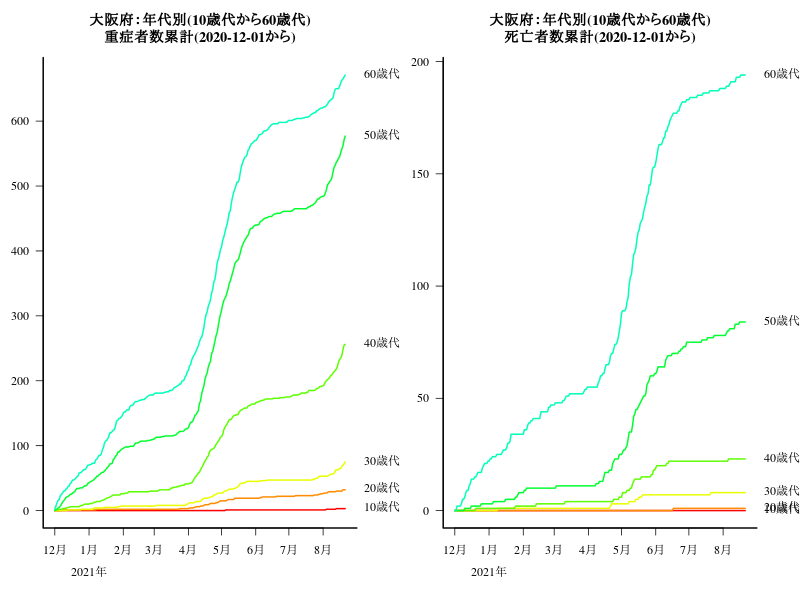 大阪府：年代別(10歳代から60歳代)
重症者数累計(2020-12-01から)
600
500
400
300
200
100
0
60歳代
50歳代
40歳代
30歳代
20歳代
10歳代
12月 1月 2月 3月 4月 5月 6月 7月 8月
2021年
大阪府：年代別(10歳代から60歳代)
死亡者数累計(2020-12-01から)
200
150
100
50
0
60歳代
50歳代
40歳代
30歳代
20歳代
10歳代
12月 1月 2月 3月 4月 5月 6月 7月 8月
2021年